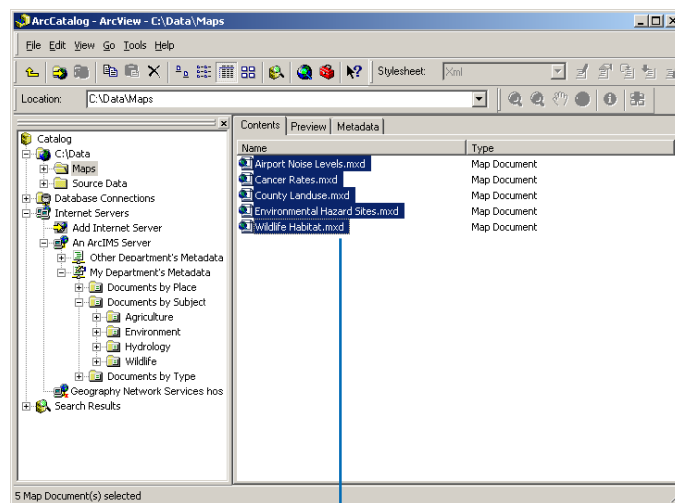 ArcCatalog - ArcView - C:\Data\Maps
File Edit View Go Tools Help
Stylesheet: Xml
Location: C:\Data\Maps
Catalog
C:\Data
Maps
Source Data
Database Connections
Internet Servers
Add Internet Server
An ArcIMS Server
Other Department's Metadata
My Department's Metadata
Documents by Place
Documents by Subject
Agriculture
Environment
Hydrology
Wildlife
Documents by Type
Geography Network Services hos
Search Results
Contents Preview Metadata
Name Type
Airport Noise Levels.mxd Map Document
Cancer Rates.mxd Map Document
County Landuse.mxd Map Document
Environmental Hazard Sites.mxd Map Document
Wildlife Habitat.mxd Map Document
5 Map Document(s) selected